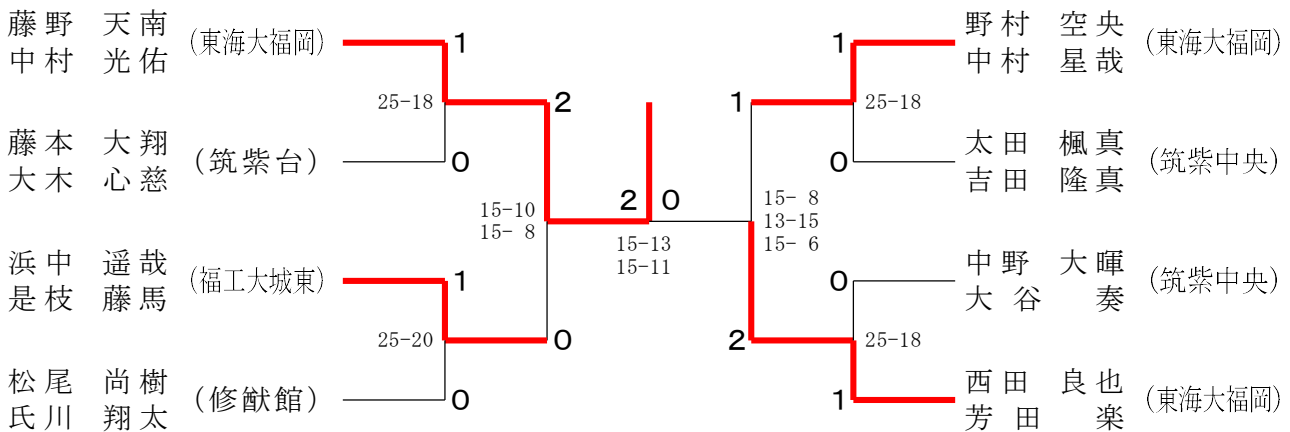 藤野 天南
中村 光佑
(東海大福岡)
1
25-18
2
藤本 大翔
大木 心慈
(筑紫台)
0
15-10
15- 8
浜中 遥哉
是枝 藤馬
(福工大城東)
1
25-20
0
松尾 尚樹
氏川 翔太
(修猷館)
0
2 0
15-13
15-11
野村 空央
中村 星哉
(東海大福岡)
1
25-18
1
太田 楓真
吉田 隆真
(筑紫中央)
0
15- 8
13-15
15- 6
中野 大暉
大谷 奏
(筑紫中央)
0
25-18
2
西田 良也
芳田 楽
(東海大福岡)
1